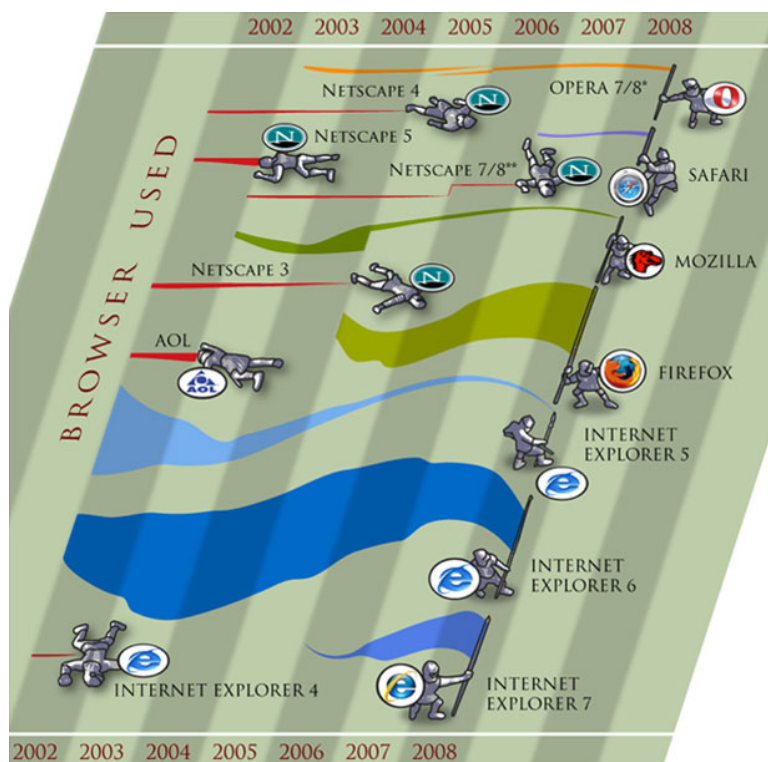 2002 2003 2004 2005 2006 2007 2008
BROWSER USED
NETSCAPE 4
OPERA 7/8*
N
NETSCAPE 5
N
NETSCAPE 7/8**
N
SAFARI
MOZILLA
NETSCAPE 3
N
AOL
AOL
FIREFOX
INTERNET
EXPLORER 5
INTERNET
EXPLORER 6
INTERNET EXPLORER 4
INTERNET
EXPLORER 7
2002 2003 2004 2005 2006 2007 2008